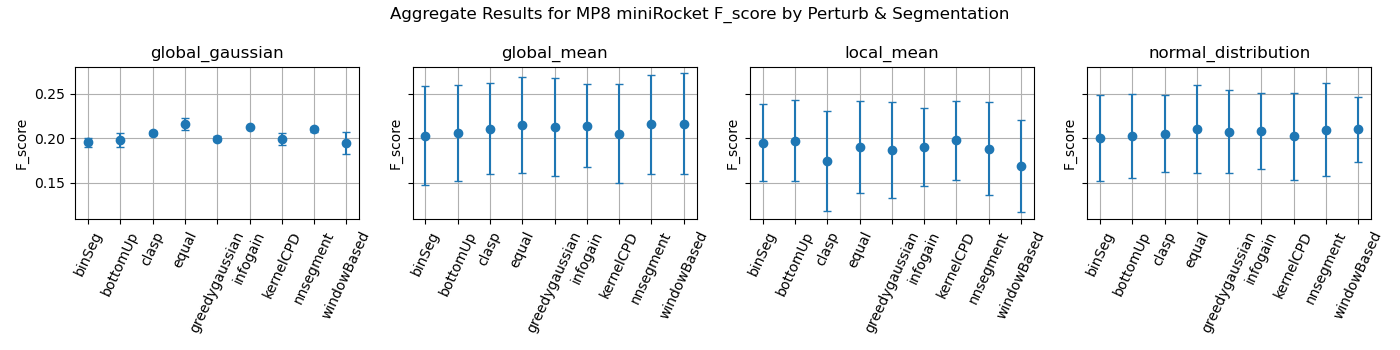 Aggregate Results for MP8 miniRocket F_score by Perturb & Segmentation
global_gaussian
global_mean
local_mean
normal_distribution
F_score
0.25
0.20
0.15
F_score
F_score
F_score
binSeg
bottomUp
clasp
equal
greedygaussian
infogain
kernelCPD
nnsegment
windowBased
binSeg
bottomUp
clasp
equal
greedygaussian
infogain
kernelCPD
nnsegment
windowBased
binSeg
bottomUp
clasp
equal
greedygaussian
infogain
kernelCPD
nnsegment
windowBased
binSeg
bottomUp
clasp
equal
greedygaussian
infogain
kernelCPD
nnsegment
windowBased